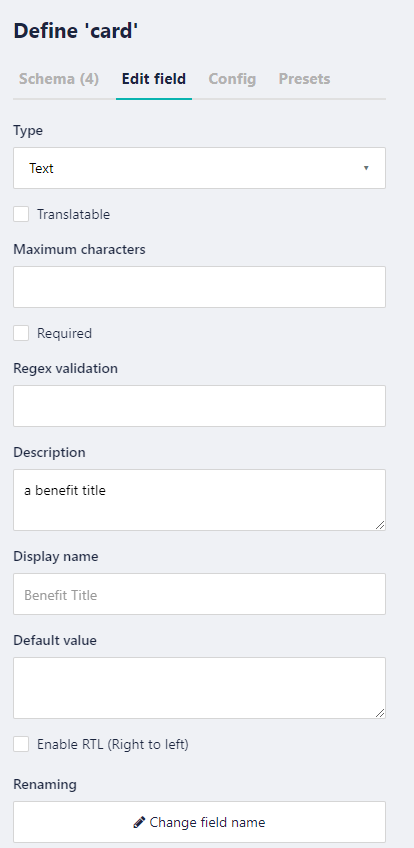 Define 'card'
Schema (4) Edit field Config Presets
Type
Text
Translatable
Maximum characters
Required
Regex validation
Description
a benefit title
Display name
Benefit Title
Default value
Enable RTL (Right to left)
Renaming
Change field name